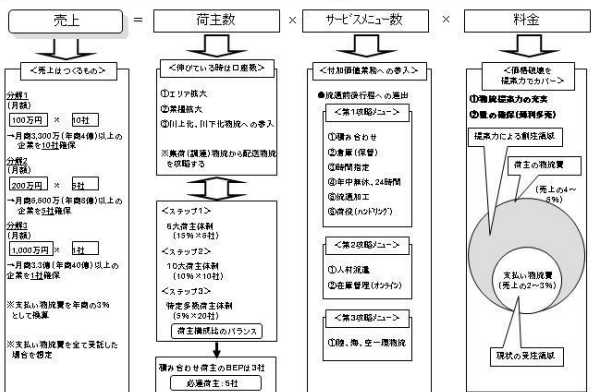 売上 = 荷主数 × サービスメニュー数 × 料金
＜売上はつくるもの＞
分解1
(月額)
100万円 × 10社
→月商3,300万(年商4億)以上の
企業を10社確保
分解2
(月額)
200万円 × 5社
→月商6,600万(年商8億)以上の
企業を5社確保
分解3
(月額)
1,000万円 × 1社
→月商3.3億(年商40億)以上の
企業を1社確保
※支払い物流費を年商の3%
として換算
※支払い物流費を全て受託した
場合を想定
＜伸びている時は口座数＞
①エリア拡大
②業種拡大
③川上化、川下化物流への参入
※集荷(調達)物流から配送物流
を攻略する
＜ステップ1＞
6大荷主体制
(15%×6社)
＜ステップ2＞
10大荷主体制
(10%×10社)
＜ステップ3＞
特定多数荷主体制
(5%×20社)
荷主構成比のバランス
積み合わせ荷主のBEPは3社
必達荷主：5社
＜付加価値業務への参入＞
●流通前後行程への進出
＜第1攻略メニュー＞
①積み合わせ
②倉庫(保管)
③時間指定
④年中無休、24時間
⑤流通加工
⑥荷役(ハンドリング)
＜第2攻略メニュー＞
①人材派遣
②在庫管理(オンライン)
＜第3攻略メニュー＞
①陸、海、空一環物流
＜価格破壊を
提案力でカバー＞
①物流提案力の充実
②量の確保(薄利多売)
提案力による創注領域
荷主の物流費
(売上の4～
5%)
支払い物流費
(売上の2～3%)
現状の受注領域